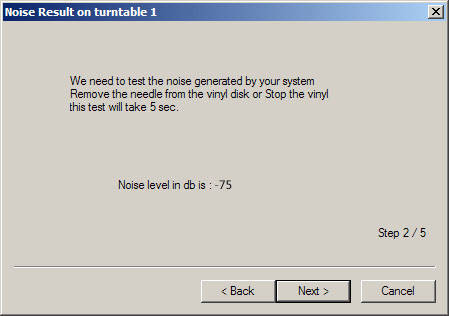 Noise Result on turntable 1
We need to test the noise generated by your system
Remove the needle from the vinyl disk or Stop the vinyl
this test will take 5 sec.
Noise level in db is : -75
Step 2 / 5
< Back Next > Cancel